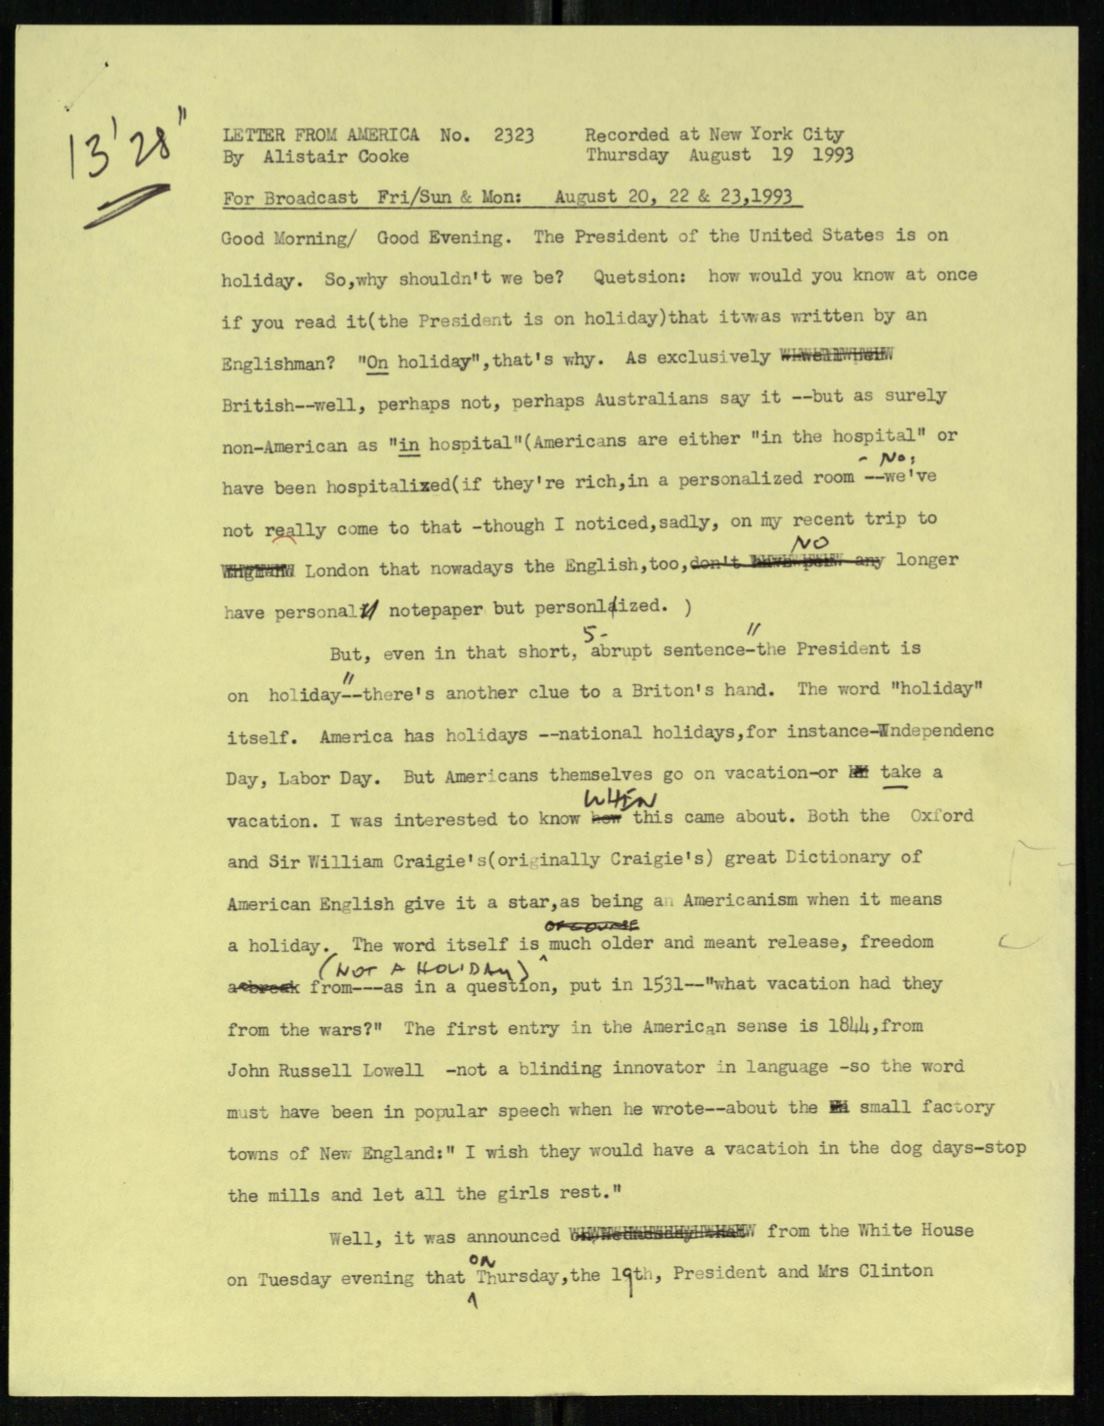 13'28"
LETTER FROM AMERICA No. 2323 Recorded at New York City
By Alistair Cooke Thursday August 19 1993
For Broadcast Fri/Sun & Mon: August 20, 22 & 23,1993
Good Morning/ Good Evening. The President of the United States is on
holiday. So,why shouldn't we be? Quetsion: how would you know at once
if you read it(the President is on holiday)that itwwas written by an
Englishman? "On holiday",that's why. As exclusively
British--well, perhaps not, perhaps Australians say it --but as surely
non-American as "in hospital"(Americans are either "in the hospital" or
- No;
have been hospitalized(if they're rich,in a personalized room --we've
not really come to that -though I noticed,sadly, on my recent trip to
NO
London that nowadays the English,too,don't any longer
have personal notepaper but personlized. )
5-
But, even in that short, abrupt sentence-"the President is
on holiday"--there's another clue to a Briton's hand. The word "holiday"
itself. America has holidays --national holidays,for instance-Independenc
Day, Labor Day. But Americans themselves go on vacation-or take a
WHEN
vacation. I was interested to know how this came about. Both the Oxford
and Sir William Craigie's(originally Craigie's) great Dictionary of
American English give it a star,as being an Americanism when it means
OF COURSE
a holiday. The word itself is much older and meant release, freedom
(NOT A HOLIDAY)
a break from---as in a question, put in 1531--"what vacation had they
from the wars?" The first entry in the American sense is 1844,from
John Russell Lowell -not a blinding innovator in language -so the word
must have been in popular speech when he wrote--about the small factory
towns of New England:" I wish they would have a vacation in the dog days-stop
the mills and let all the girls rest."
Well, it was announced from the White House
ON
on Tuesday evening that Thursday,the 19th, President and Mrs Clinton